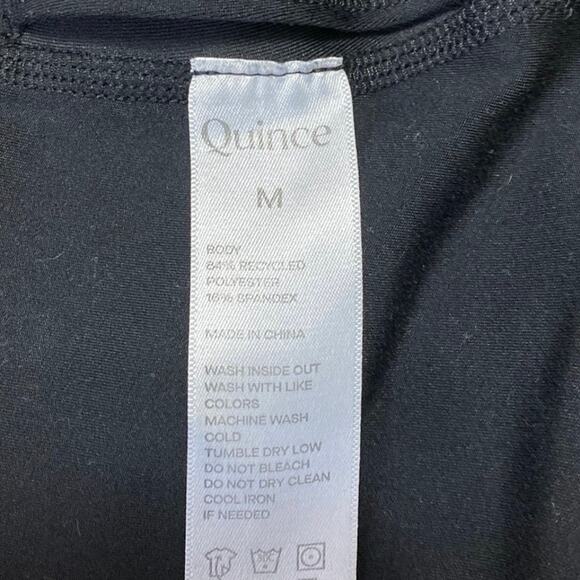 Quince
M
BODY
84% RECYCLED
POLYESTER
16% SPANDEX
MADE IN CHINA
WASH INSIDE OUT
WASH WITH LIKE
COLORS
MACHINE WASH
COLD
TUMBLE DRY LOW
DO NOT BLEACH
DO NOT DRY CLEAN
COOL IRON
IF NEEDED